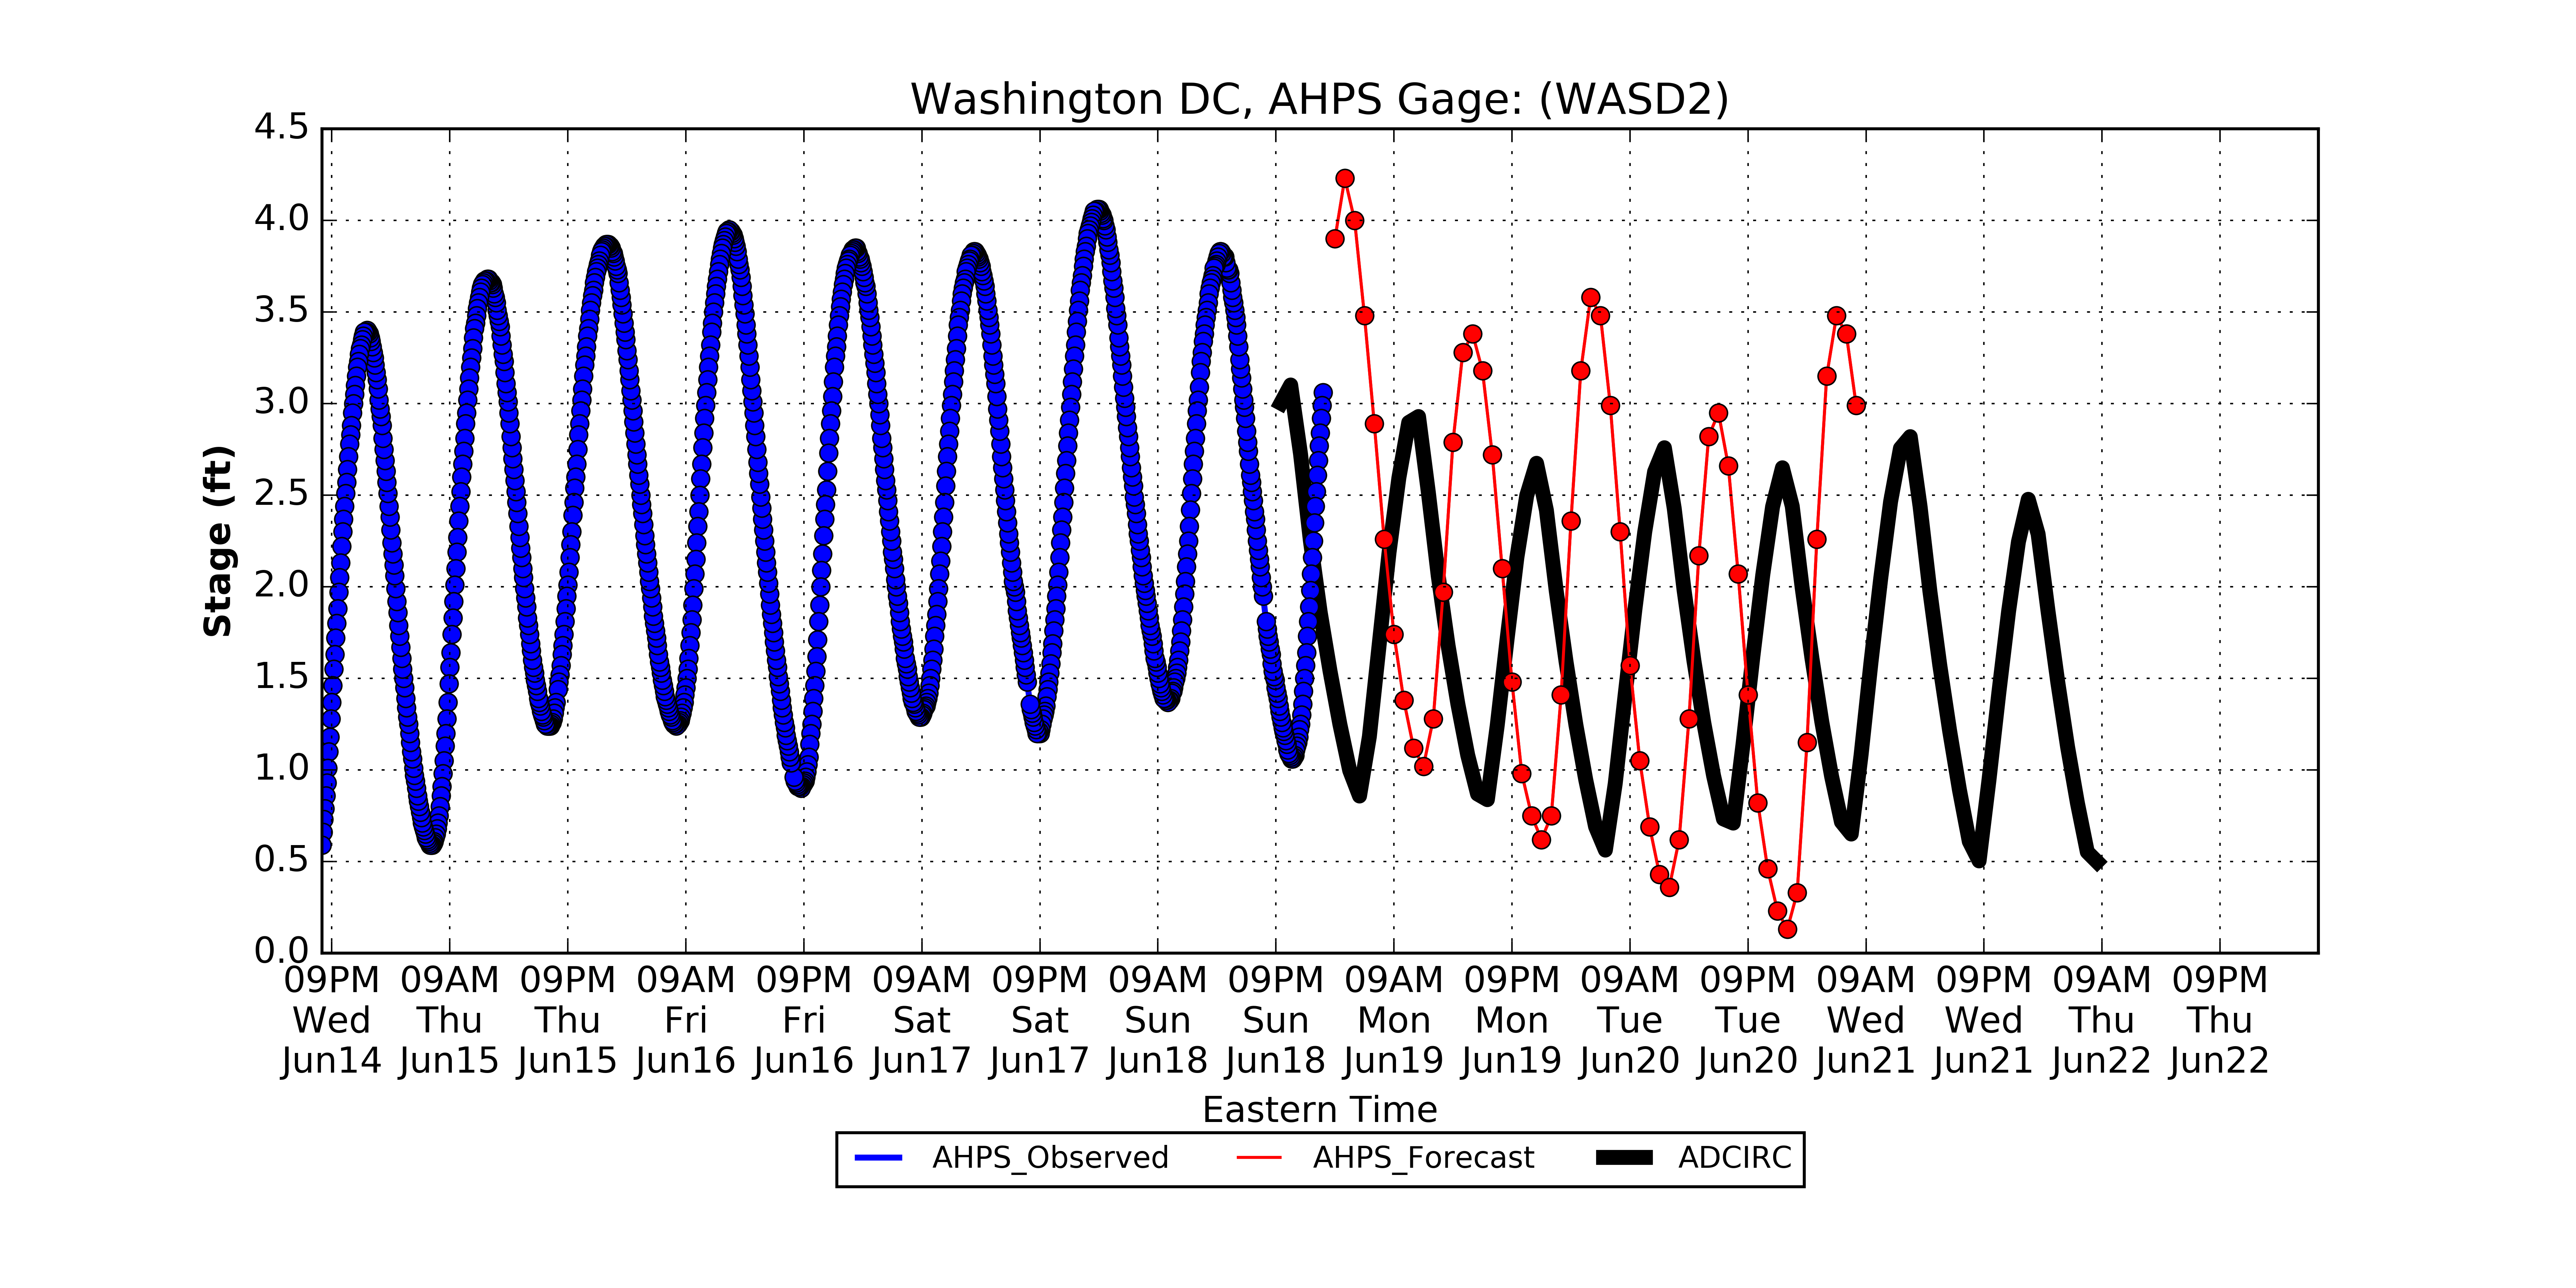 Washington DC, AHPS Gage: (WASD2)
4.5
4.0
3.5
3.0
2.5
2.0
1.5
1.0
0.5
0.0
Stage (ft)
09PM 09AM 09PM 09AM 09PM 09AM 09PM 09AM 09PM 09AM 09PM 09AM 09PM 09AM 09PM 09AM 09PM
Wed Thu Thu Fri Fri Sat Sat Sun Sun Mon Mon Tue Tue Wed Wed Thu Thu
Jun14 Jun15 Jun15 Jun16 Jun16 Jun17 Jun17 Jun18 Jun18 Jun19 Jun19 Jun20 Jun20 Jun21 Jun21 Jun22 Jun22
Eastern Time
AHPS_Observed AHPS_Forecast ADCIRC